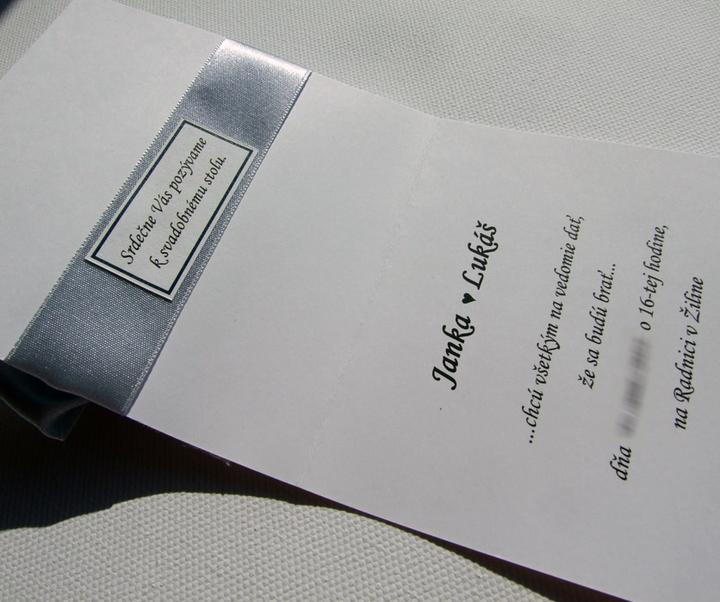 Srdečne Vás pozývame
k svadobnému stolu.
Janka ♥ Lukáš
...chcú všetkým na vedomie dať,
že sa budú brať...
dňa o 16-tej hodine,
na Radnici v Žiline